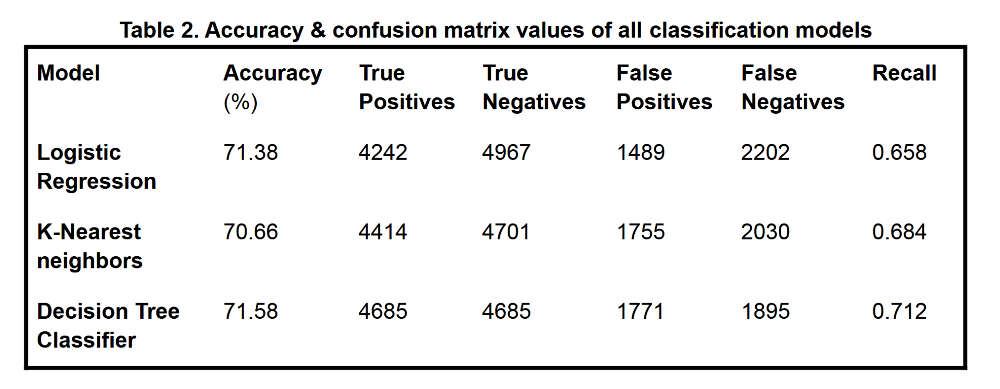 Table 2. Accuracy & confusion matrix values of all classification models
Model Accuracy True True False False Recall
(%) Positives Negatives Positives Negatives
Logistic 71.38 4242 4967 1489 2202 0.658
Regression
K-Nearest 70.66 4414 4701 1755 2030 0.684
neighbors
Decision Tree 71.58 4685 4685 1771 1895 0.712
Classifier